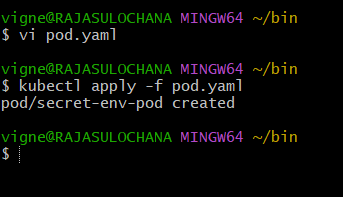 vigne@RAJASULOCHANA MINGW64 ~/bin
$ vi pod.yaml
vigne@RAJASULOCHANA MINGW64 ~/bin
$ kubectl apply -f pod.yaml
pod/secret-env-pod created
vigne@RAJASULOCHANA MINGW64 ~/bin
$